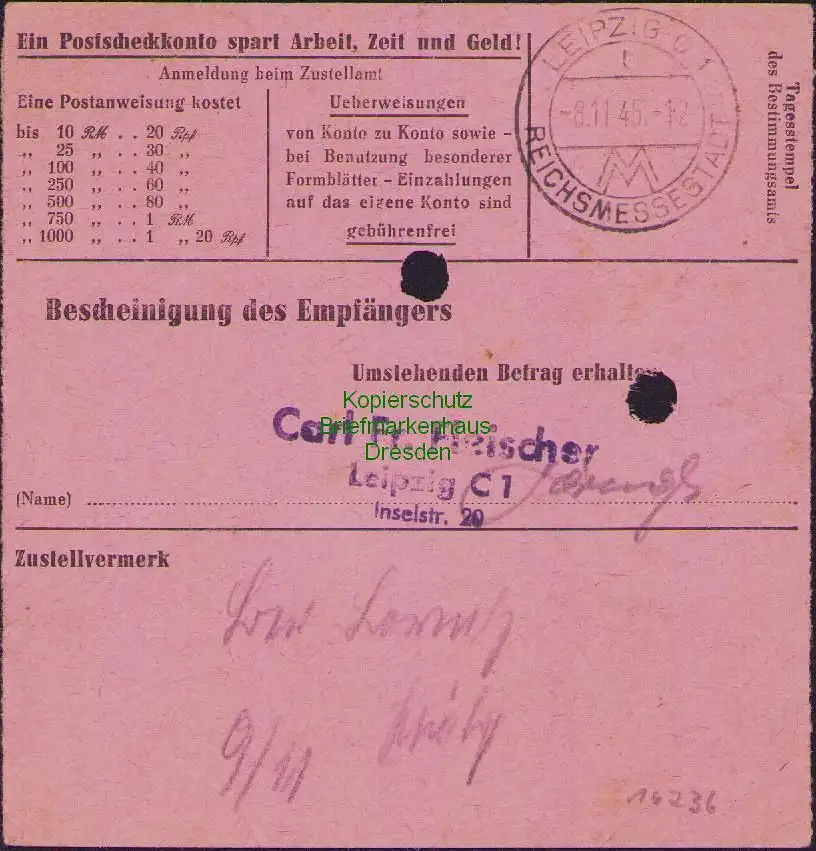 Ein Postscheckkonto spart Arbeit, Zeit und Geld!
Anmeldung beim Zustellamt
Eine Postanweisung kostet
bis 10 RM . . 20 Rpf
„ 25 „ . . 30 „
„ 100 „ . . 40 „
„ 250 „ . . 60 „
„ 500 „ . . 80 „
„ 750 „ . . 1 RM
„ 1000 „ . . 1 „ 20 Rpf
Ueberweisungen
von Konto zu Konto sowie –
bei Benutzung besonderer
Formblätter – Einzahlungen
auf das eigene Konto sind
gebührenfrei
LEIPZIG C 1
-8.11.45.-12
REICHSMESSESTADT
Tagesstempel
des Bestimmungsamts
Bescheinigung des Empfängers
Umstehenden Betrag erhalten
Kopierschutz
Briefmarkenhaus
Dresden
Carl Fr. Fleischer
Leipzig C 1
Inselstr. 20
(Name)
Zustellvermerk
9/11
16236